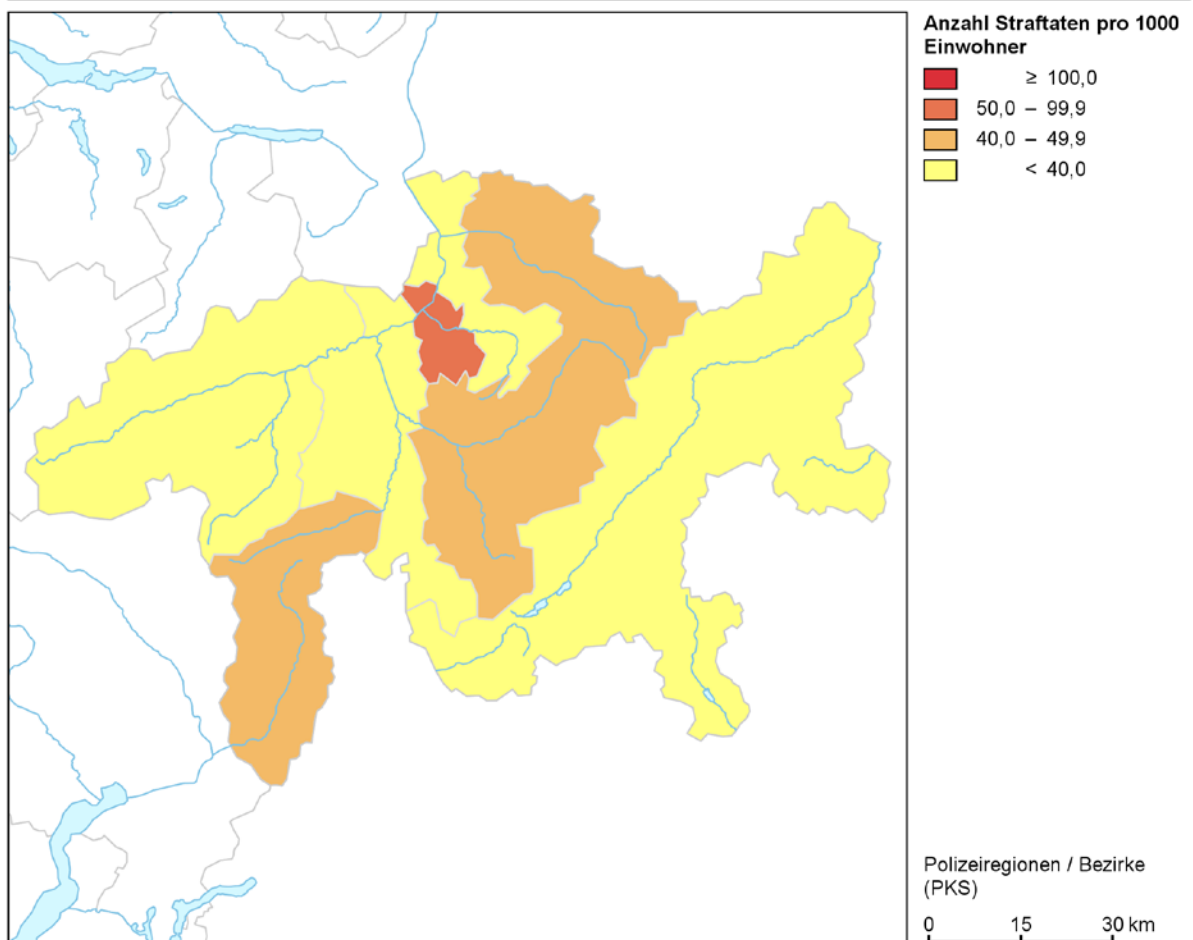 Anzahl Straftaten pro 1000
Einwohner
≥ 100,0
50,0 – 99,9
40,0 – 49,9
< 40,0
Polizeiregionen / Bezirke
(PKS)
0 15 30 km